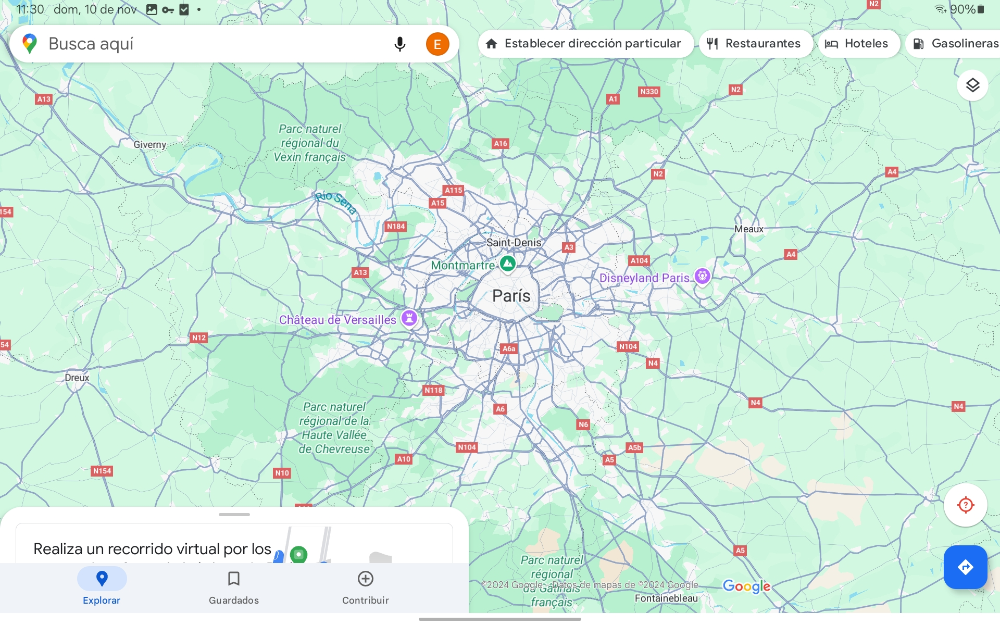 11:30 dom, 10 de nov
90%
Busca aquí
E
Establecer dirección particular
Restaurantes
Hoteles
Gasolineras
N2
A13
A1
N330
N2
Parc naturel
régional du
Vexin français
Giverny
A16
N2
A4
A115
A15
Río Sena
154
N184
Meaux
Saint-Denis
A3
A4
A104
Montmartre
A13
Disneyland Paris
París
Château de Versailles
N12
54
A6a
N104
N4
Dreux
N118
Parc naturel
régional de la
Haute Vallée
de Chevreuse
A6
N4
N4
N6
N104
A5b
A10
A5
N154
N10
?
Realiza un recorrido virtual por los
A5
Parc naturel
régional
du Gâtinais
français
©2024 Google - Datos de mapas de ©2024 Google
Google
Fontainebleau
Explorar
Guardados
Contribuir